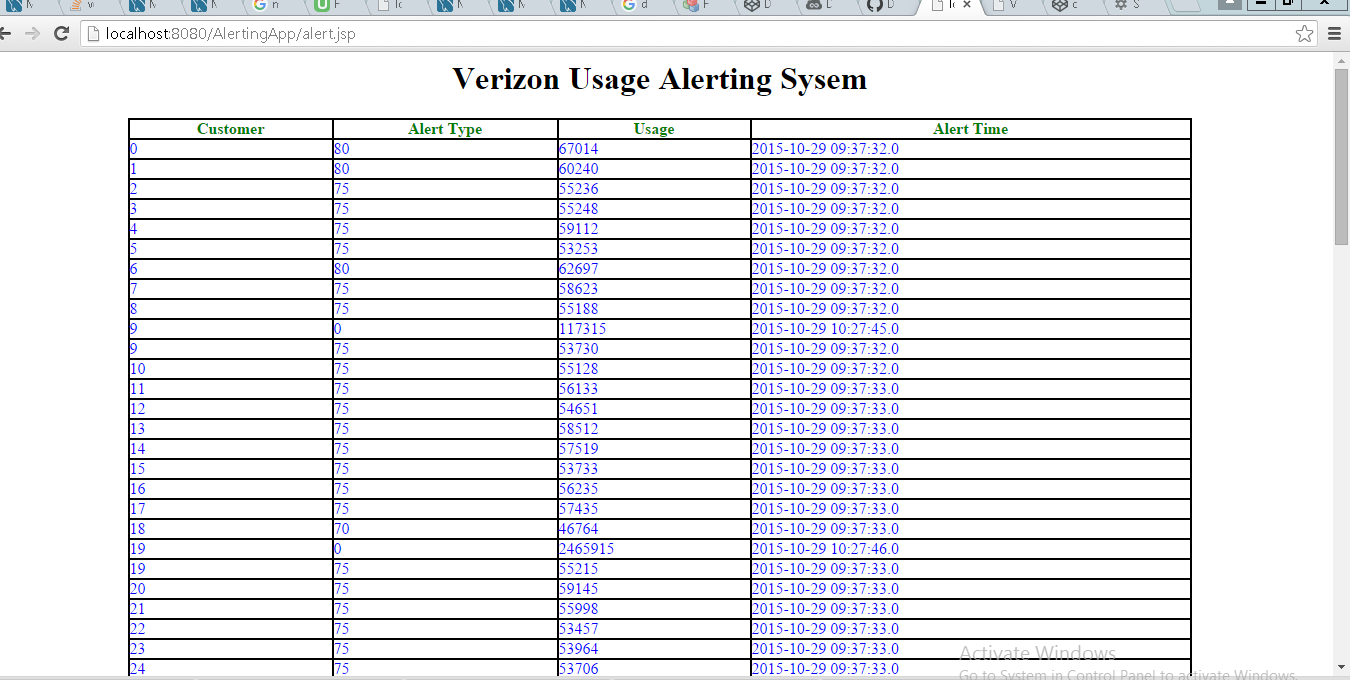 localhost:8080/AlertingApp/alert.jsp
Verizon Usage Alerting Sysem
Customer Alert Type Usage Alert Time
0 80 67014 2015-10-29 09:37:32.0
1 80 60240 2015-10-29 09:37:32.0
2 75 55236 2015-10-29 09:37:32.0
3 75 55248 2015-10-29 09:37:32.0
4 75 59112 2015-10-29 09:37:32.0
5 75 53253 2015-10-29 09:37:32.0
6 80 62697 2015-10-29 09:37:32.0
7 75 58623 2015-10-29 09:37:32.0
8 75 55188 2015-10-29 09:37:32.0
9 0 117315 2015-10-29 10:27:45.0
9 75 53730 2015-10-29 09:37:32.0
10 75 55128 2015-10-29 09:37:32.0
11 75 56133 2015-10-29 09:37:33.0
12 75 54651 2015-10-29 09:37:33.0
13 75 58512 2015-10-29 09:37:33.0
14 75 57519 2015-10-29 09:37:33.0
15 75 53733 2015-10-29 09:37:33.0
16 75 56235 2015-10-29 09:37:33.0
17 75 57435 2015-10-29 09:37:33.0
18 70 46764 2015-10-29 09:37:33.0
19 0 2465915 2015-10-29 10:27:46.0
19 75 55215 2015-10-29 09:37:33.0
20 75 59145 2015-10-29 09:37:33.0
21 75 55998 2015-10-29 09:37:33.0
22 75 53457 2015-10-29 09:37:33.0
23 75 53964 2015-10-29 09:37:33.0
24 75 53706 2015-10-29 09:37:33.0
Activate Windows
Go to System in Control Panel to activate Windows.